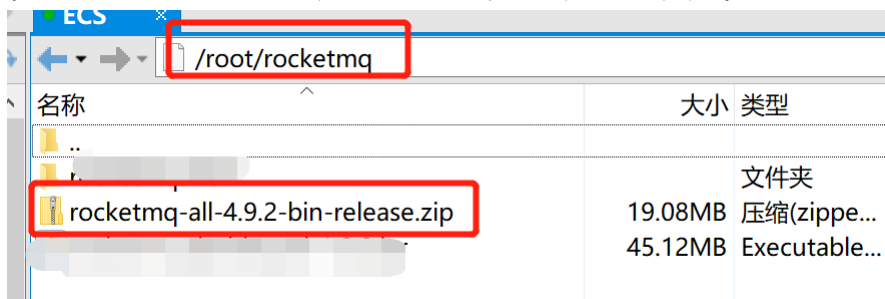 ECS ×
/root/rocketmq
名称 大小 类型
..
文件夹
rocketmq-all-4.9.2-bin-release.zip 19.08MB 压缩(zippe...
45.12MB Executable...